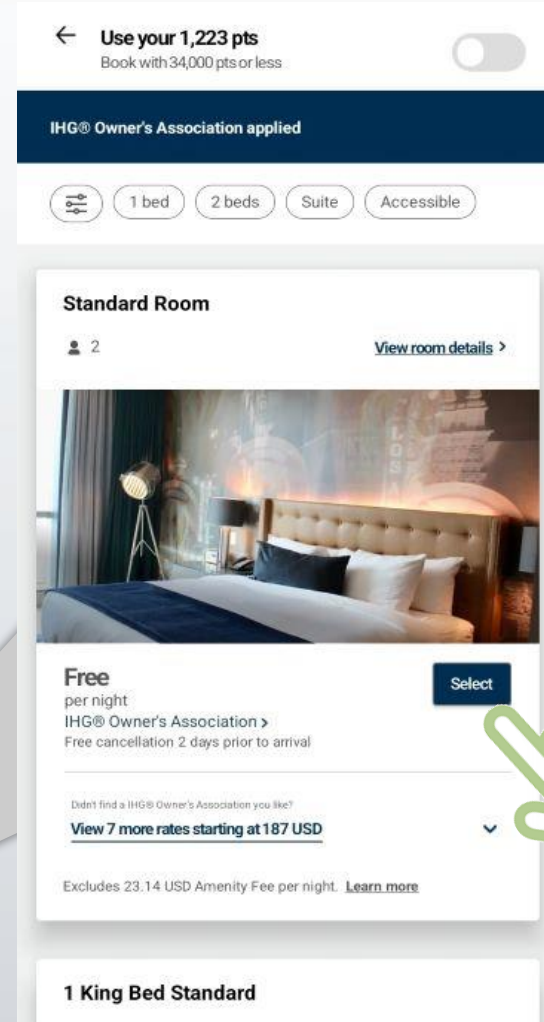 Use your 1,223 pts
Book with 34,000 pts or less
IHG® Owner's Association applied
1 bed
2 beds
Suite
Accessible
Standard Room
2
View room details >
Free
per night
IHG® Owner's Association >
Free cancellation 2 days prior to arrival
Select
Didn't find a IHG® Owner's Association you like?
View 7 more rates starting at 187 USD
Excludes 23.14 USD Amenity Fee per night. Learn more
1 King Bed Standard